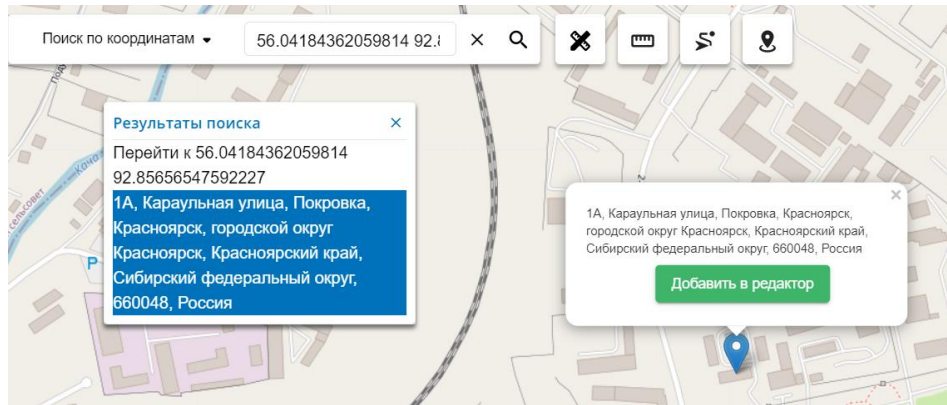 Поиск по координатам
56.04184362059814 92.8
Результаты поиска
Перейти к 56.04184362059814
92.85656547592227
1А, Караульная улица, Покровка,
Красноярск, городской округ
Красноярск, Красноярский край,
Сибирский федеральный округ,
660048, Россия
1А, Караульная улица, Покровка, Красноярск,
городской округ Красноярск, Красноярский край,
Сибирский федеральный округ, 660048, Россия
Добавить в редактор
Кача
сельсовет
P